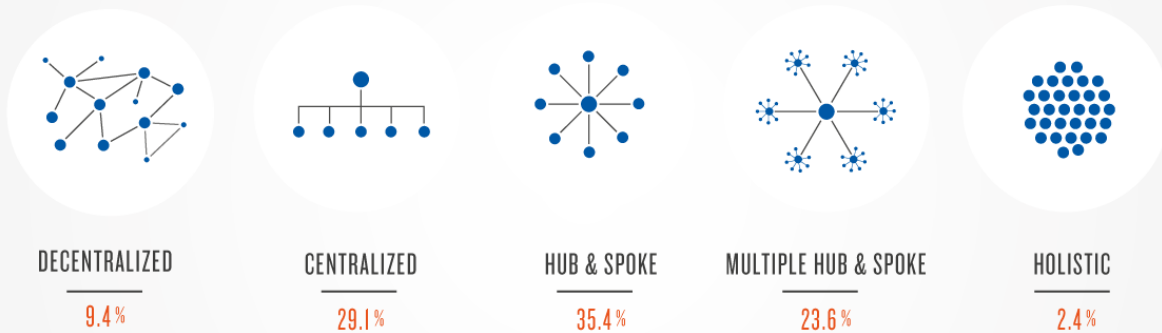 DECENTRALIZED
9.4%
CENTRALIZED
29.1%
HUB & SPOKE
35.4%
MULTIPLE HUB & SPOKE
23.6%
HOLISTIC
2.4%